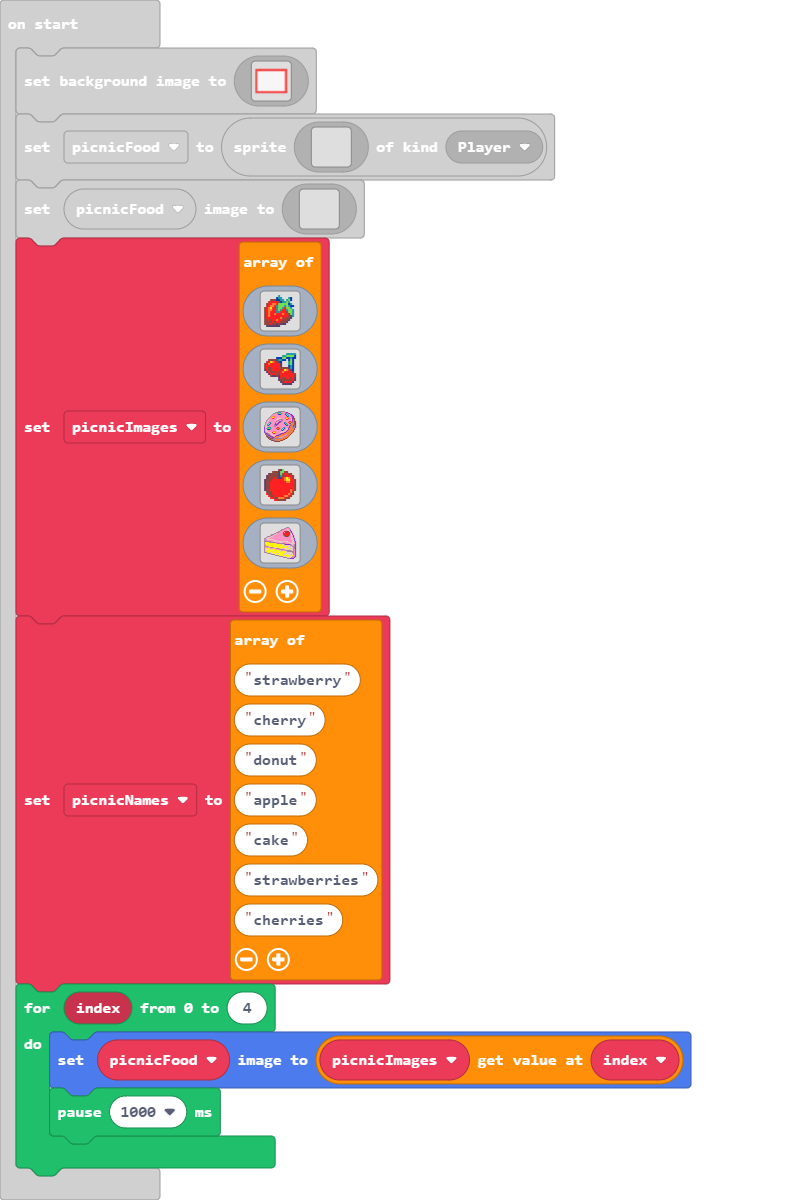 on start
set background image to
set picnicFood to sprite of kind Player
set picnicFood image to
array of
set picnicImages to
array of
"strawberry"
"cherry"
"donut"
"apple"
set picnicNames to
"cake"
"strawberries"
"cherries"
for index from 0 to 4
do
set picnicFood image to picnicImages get value at index
pause 1000 ms